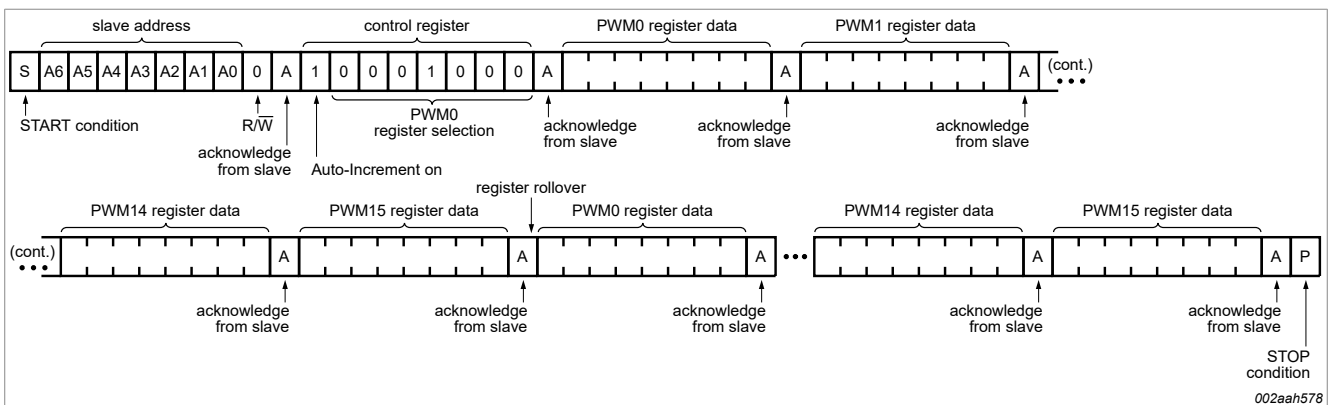 slave address control register PWM0 register data PWM1 register data
S A6 A5 A4 A3 A2 A1 A0 0 A 1 0 0 0 1 0 0 0 A A A (cont.)
START condition R/W̅ PWM0 register selection acknowledge from slave acknowledge from slave acknowledge from slave
acknowledge from slave Auto-Increment on
register rollover
PWM14 register data PWM15 register data PWM0 register data PWM14 register data PWM15 register data
(cont.) A A A A A P
acknowledge from slave acknowledge from slave acknowledge from slave acknowledge from slave acknowledge from slave
STOP condition
002aah578